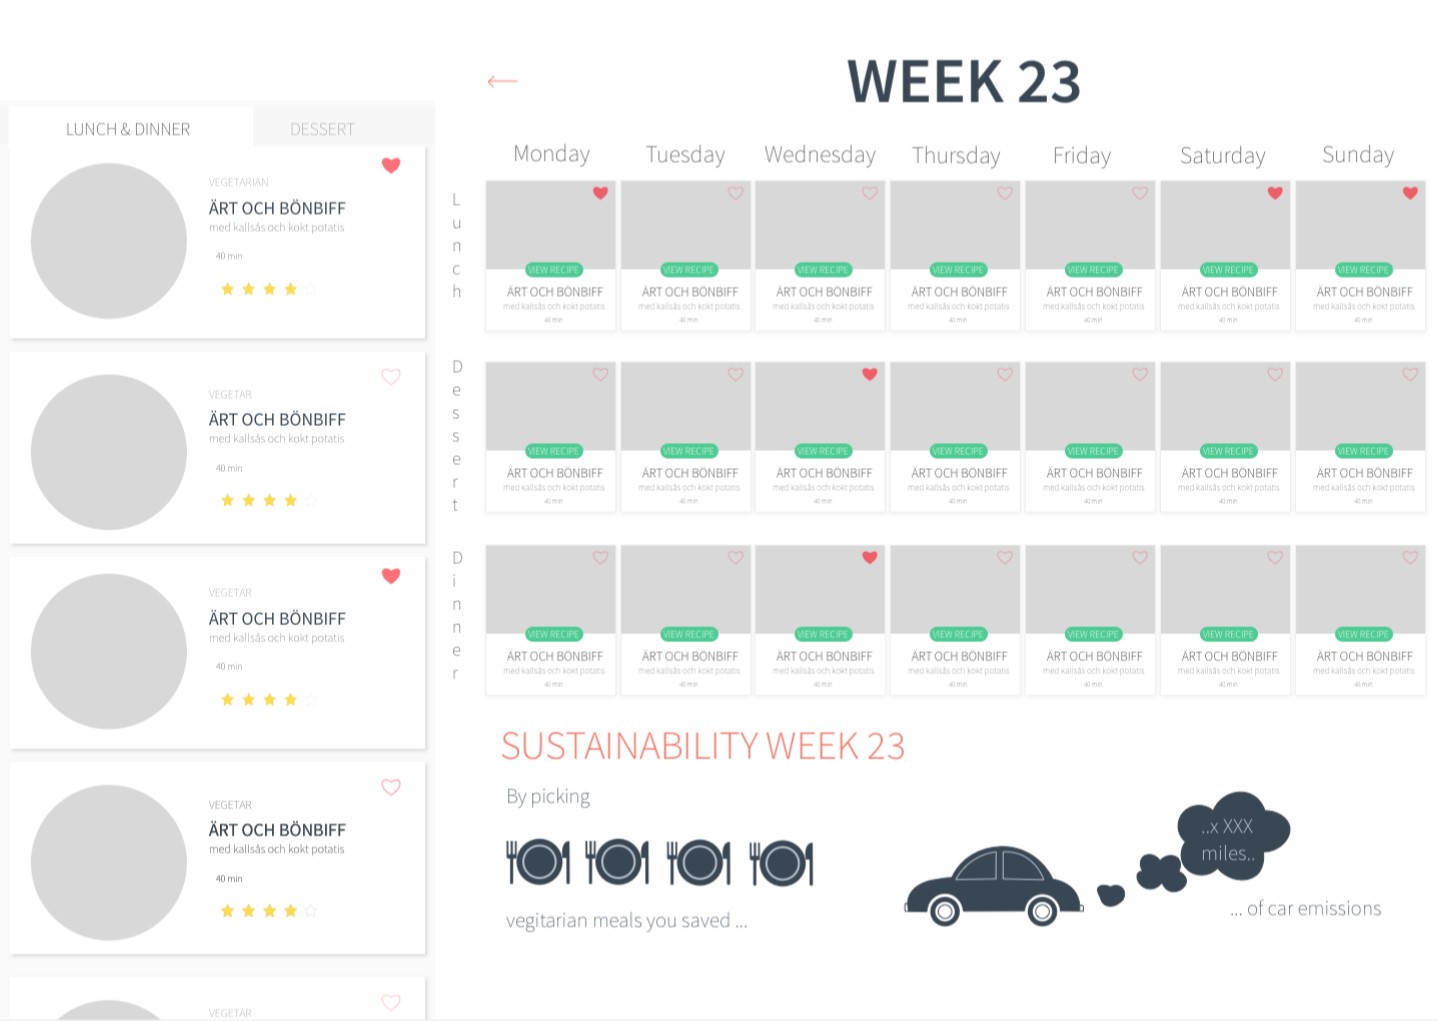 LUNCH & DINNER
DESSERT
VEGETARIAN
ÄRT OCH BÖNBIFF
med kallsås och kokt potatis
40 min
VEGETAR
ÄRT OCH BÖNBIFF
med kallsås och kokt potatis
40 min
VEGETAR
ÄRT OCH BÖNBIFF
med kallsås och kokt potatis
40 min
VEGETAR
ÄRT OCH BÖNBIFF
med kallsås och kokt potatis
40 min
VEGETAR
WEEK 23
Monday Tuesday Wednesday Thursday Friday Saturday Sunday
Lunch
VIEW RECIPE VIEW RECIPE VIEW RECIPE VIEW RECIPE VIEW RECIPE VIEW RECIPE VIEW RECIPE
ÄRT OCH BÖNBIFF ÄRT OCH BÖNBIFF ÄRT OCH BÖNBIFF ÄRT OCH BÖNBIFF ÄRT OCH BÖNBIFF ÄRT OCH BÖNBIFF ÄRT OCH BÖNBIFF
med kallsås och kokt potatis med kallsås och kokt potatis med kallsås och kokt potatis med kallsås och kokt potatis med kallsås och kokt potatis med kallsås och kokt potatis med kallsås och kokt potatis
40 min 40 min 40 min 40 min 40 min 40 min 40 min
Dessert
VIEW RECIPE VIEW RECIPE VIEW RECIPE VIEW RECIPE VIEW RECIPE VIEW RECIPE VIEW RECIPE
ÄRT OCH BÖNBIFF ÄRT OCH BÖNBIFF ÄRT OCH BÖNBIFF ÄRT OCH BÖNBIFF ÄRT OCH BÖNBIFF ÄRT OCH BÖNBIFF ÄRT OCH BÖNBIFF
med kallsås och kokt potatis med kallsås och kokt potatis med kallsås och kokt potatis med kallsås och kokt potatis med kallsås och kokt potatis med kallsås och kokt potatis med kallsås och kokt potatis
40 min 40 min 40 min 40 min 40 min 40 min 40 min
Dinner
VIEW RECIPE VIEW RECIPE VIEW RECIPE VIEW RECIPE VIEW RECIPE VIEW RECIPE VIEW RECIPE
ÄRT OCH BÖNBIFF ÄRT OCH BÖNBIFF ÄRT OCH BÖNBIFF ÄRT OCH BÖNBIFF ÄRT OCH BÖNBIFF ÄRT OCH BÖNBIFF ÄRT OCH BÖNBIFF
med kallsås och kokt potatis med kallsås och kokt potatis med kallsås och kokt potatis med kallsås och kokt potatis med kallsås och kokt potatis med kallsås och kokt potatis med kallsås och kokt potatis
40 min 40 min 40 min 40 min 40 min 40 min 40 min
SUSTAINABILITY WEEK 23
By picking
vegitarian meals you saved ...
..x XXX
miles..
... of car emissions